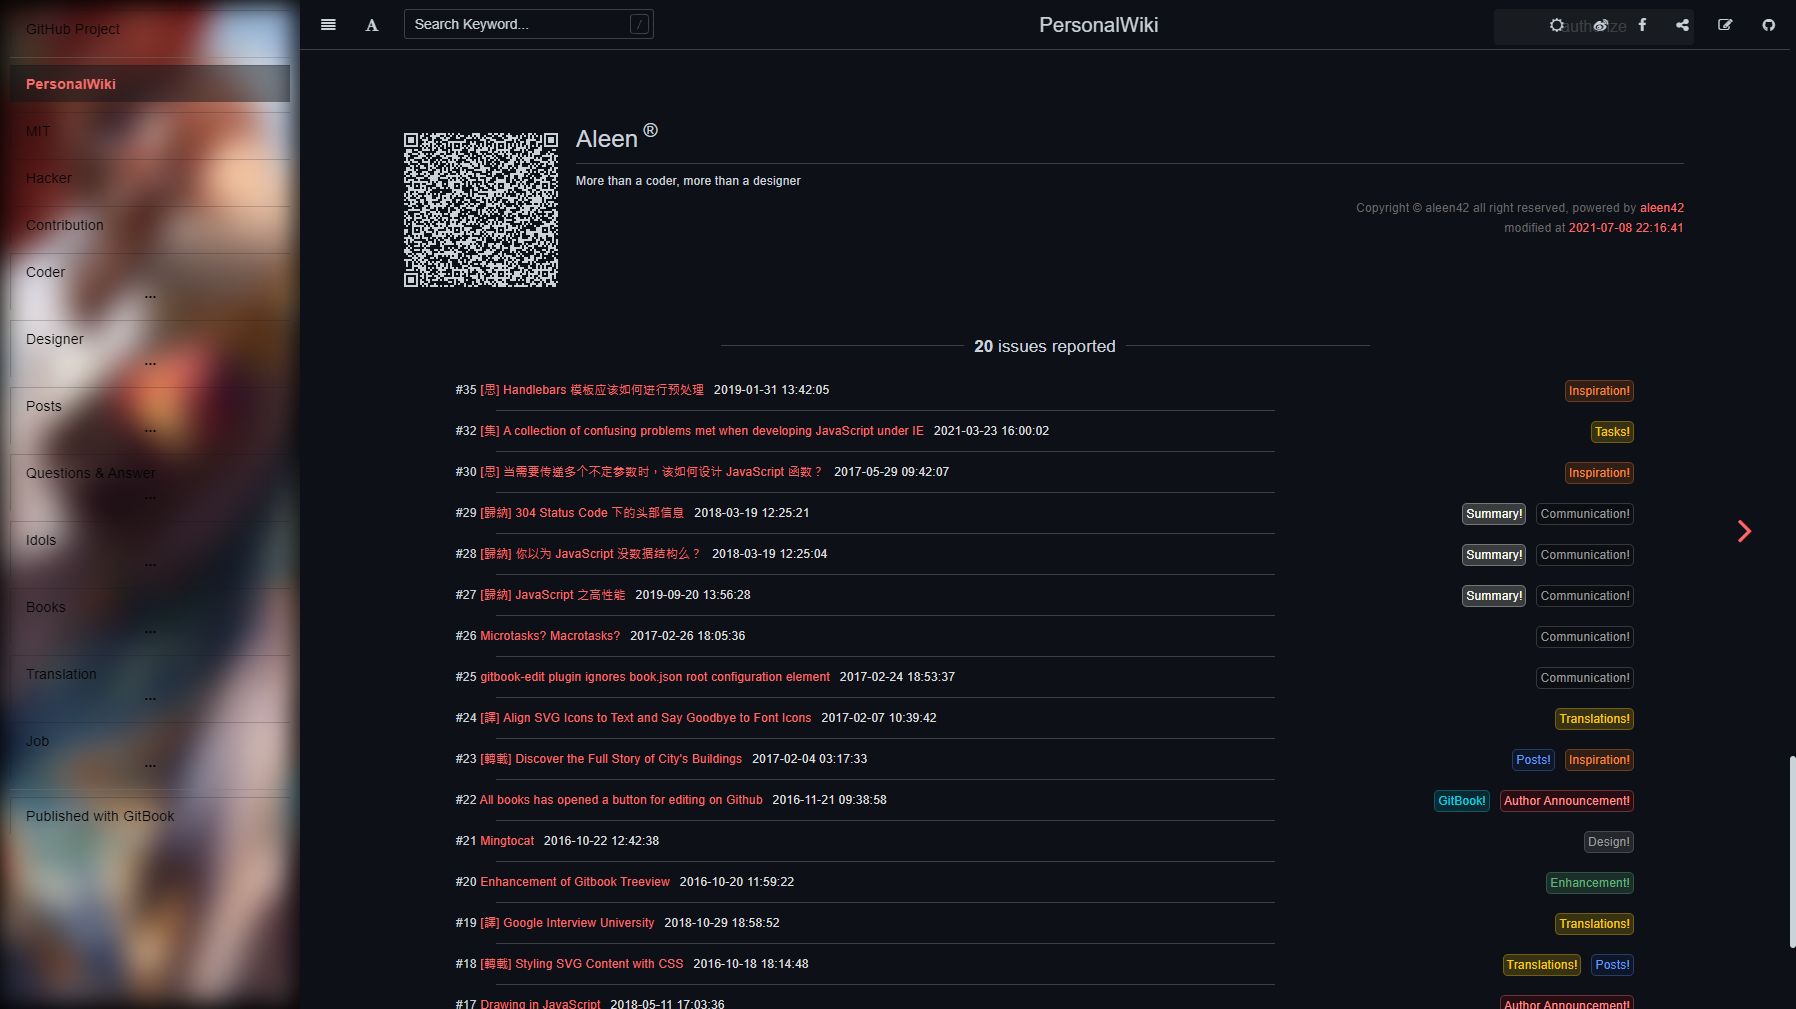 GitHub Project
PersonalWiki
MIT
Hacker
Contribution
Coder
...
Designer
...
Posts
...
Questions & Answer
...
Idols
...
Books
...
Translation
...
Job
...
Published with GitBook
A
Search Keyword...
/
PersonalWiki
Aleen ®
More than a coder, more than a designer
Copyright © aleen42 all right reserved, powered by aleen42
modified at 2021-07-08 22:16:41
20 issues reported
#35 [思] Handlebars 模板应该如何进行预处理 2019-01-31 13:42:05 Inspiration!
#32 [集] A collection of confusing problems met when developing JavaScript under IE 2021-03-23 16:00:02 Tasks!
#30 [思] 当需要传递多个不定参数时，该如何设计 JavaScript 函数？ 2017-05-29 09:42:07 Inspiration!
#29 [歸納] 304 Status Code 下的头部信息 2018-03-19 12:25:21 Summary! Communication!
#28 [歸納] 你以为 JavaScript 没数据结构么？ 2018-03-19 12:25:04 Summary! Communication!
#27 [歸納] JavaScript 之高性能 2019-09-20 13:56:28 Summary! Communication!
#26 Microtasks? Macrotasks? 2017-02-26 18:05:36 Communication!
#25 gitbook-edit plugin ignores book.json root configuration element 2017-02-24 18:53:37 Communication!
#24 [譯] Align SVG Icons to Text and Say Goodbye to Font Icons 2017-02-07 10:39:42 Translations!
#23 [轉載] Discover the Full Story of City's Buildings 2017-02-04 03:17:33 Posts! Inspiration!
#22 All books has opened a button for editing on Github 2016-11-21 09:38:58 GitBook! Author Announcement!
#21 Mingtocat 2016-10-22 12:42:38 Design!
#20 Enhancement of Gitbook Treeview 2016-10-20 11:59:22 Enhancement!
#19 [譯] Google Interview University 2018-10-29 18:58:52 Translations!
#18 [轉載] Styling SVG Content with CSS 2016-10-18 18:14:48 Translations! Posts!
#17 Drawing in JavaScript 2018-05-11 17:03:36 Author Announcement!